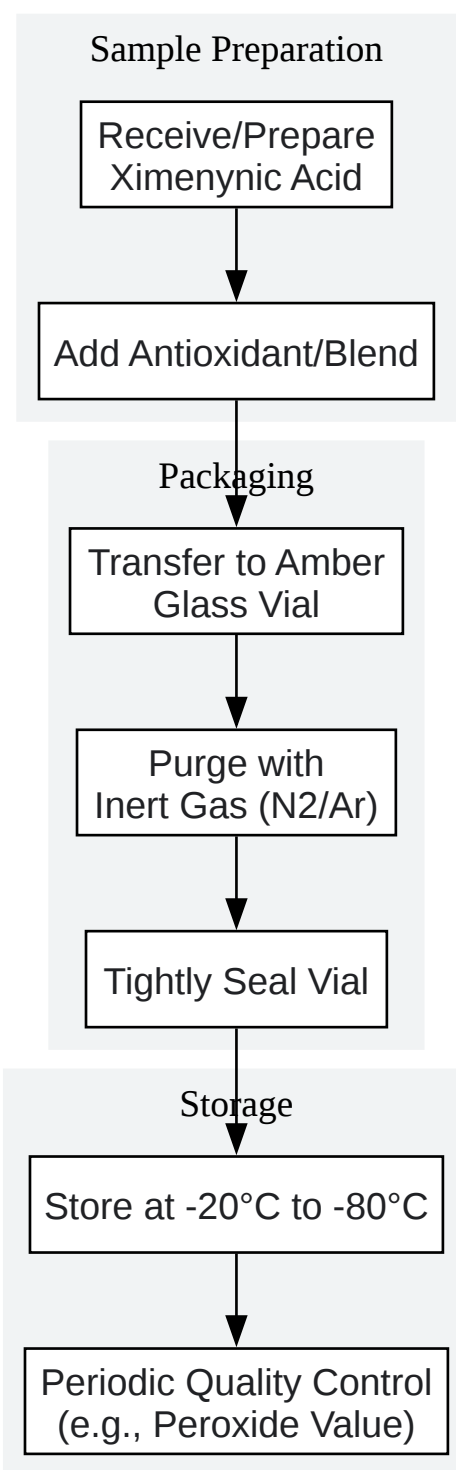 Sample Preparation
Receive/Prepare
Ximenynic Acid
Add Antioxidant/Blend
Packaging
Transfer to Amber
Glass Vial
Purge with
Inert Gas (N2/Ar)
Tightly Seal Vial
Storage
Store at -20°C to -80°C
Periodic Quality Control
(e.g., Peroxide Value)